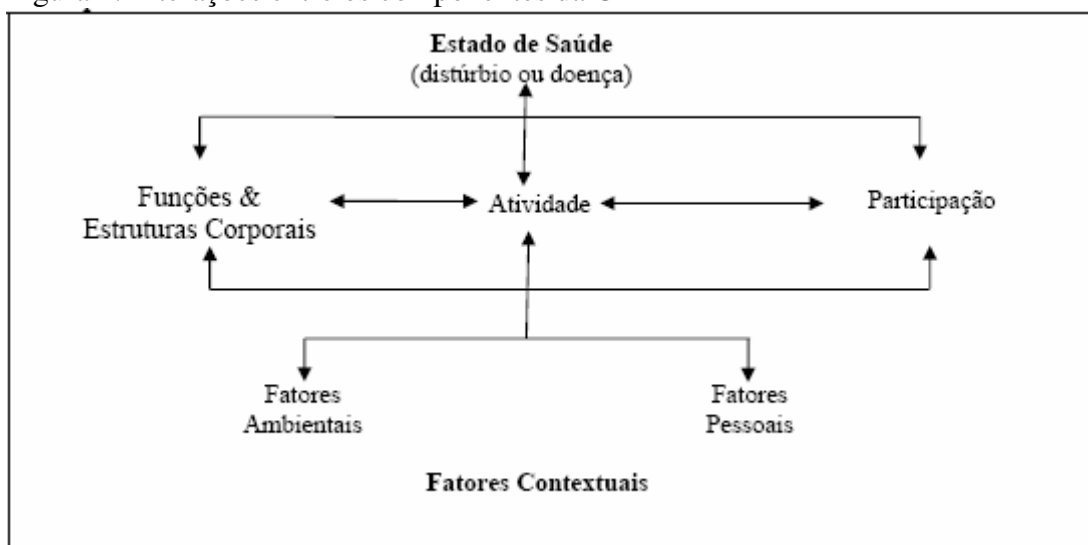 Estado de Saúde
(distúrbio ou doença)
Funções &
Estruturas Corporais
Atividade
Participação
Fatores
Ambientais
Fatores
Pessoais
Fatores Contextuais